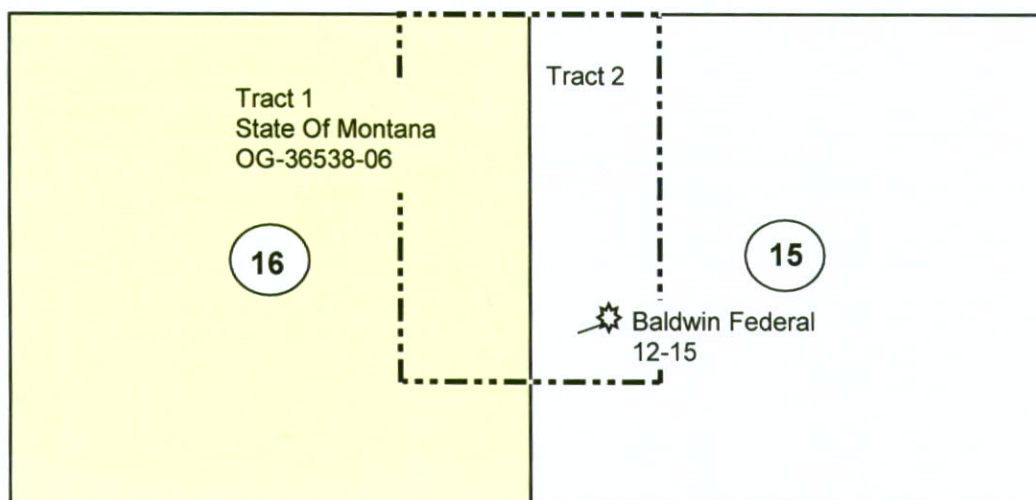 Tract 1
State Of Montana
OG-36538-06
Tract 2
16
15
Baldwin Federal
12-15